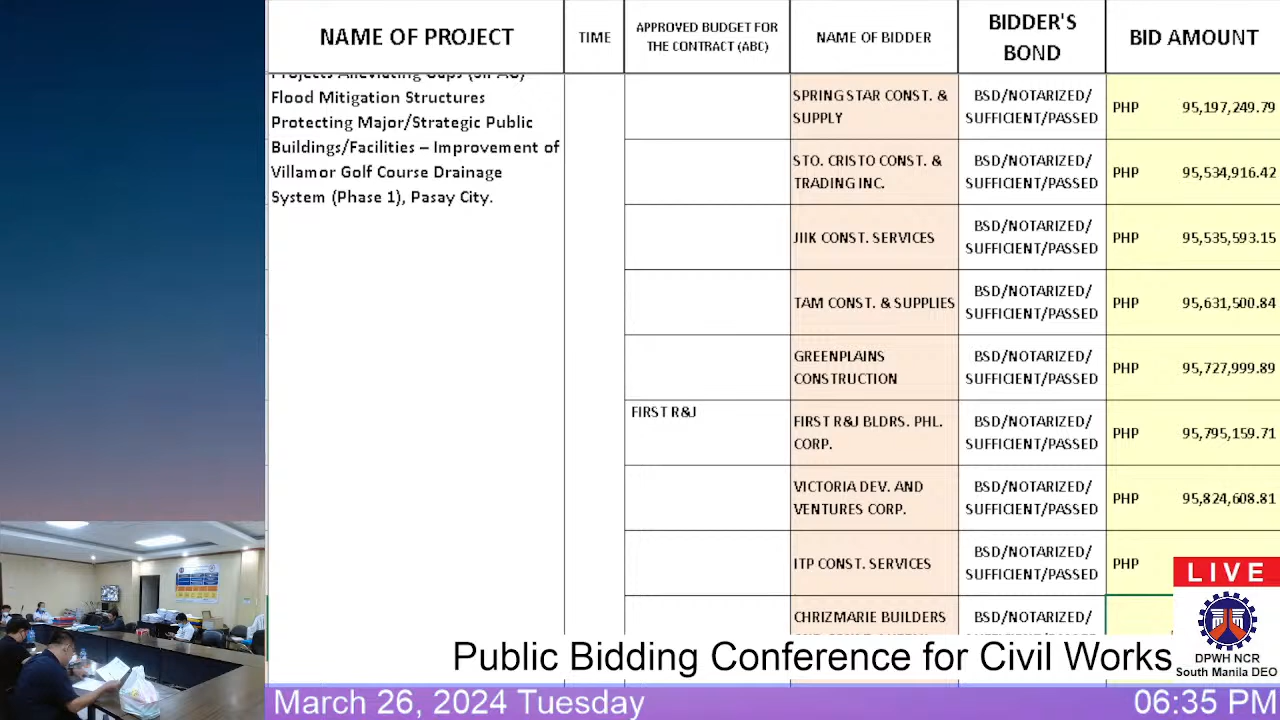 NAME OF PROJECT
TIME
APPROVED BUDGET FOR
THE CONTRACT (ABC)
NAME OF BIDDER
BIDDER'S
BOND
BID AMOUNT
Flood Mitigation Structures
Protecting Major/Strategic Public
Buildings/Facilities – Improvement of
Villamor Golf Course Drainage
System (Phase 1), Pasay City.
SPRING STAR CONST. &
SUPPLY
BSD/NOTARIZED/
SUFFICIENT/PASSED
PHP 95,197,249.79
STO. CRISTO CONST. &
TRADING INC.
BSD/NOTARIZED/
SUFFICIENT/PASSED
PHP 95,534,916.42
JIIK CONST. SERVICES
BSD/NOTARIZED/
SUFFICIENT/PASSED
PHP 95,535,593.15
TAM CONST. & SUPPLIES
BSD/NOTARIZED/
SUFFICIENT/PASSED
PHP 95,631,500.84
GREENPLAINS
CONSTRUCTION
BSD/NOTARIZED/
SUFFICIENT/PASSED
PHP 95,727,999.89
FIRST R&J
FIRST R&J BLDRS. PHL.
CORP.
BSD/NOTARIZED/
SUFFICIENT/PASSED
PHP 95,795,159.71
VICTORIA DEV. AND
VENTURES CORP.
BSD/NOTARIZED/
SUFFICIENT/PASSED
PHP 95,824,608.81
ITP CONST. SERVICES
BSD/NOTARIZED/
SUFFICIENT/PASSED
PHP
CHRIZMARIE BUILDERS
BSD/NOTARIZED/
LIVE
DPWH NCR
South Manila DEO
Public Bidding Conference for Civil Works
March 26, 2024 Tuesday
06:35 PM